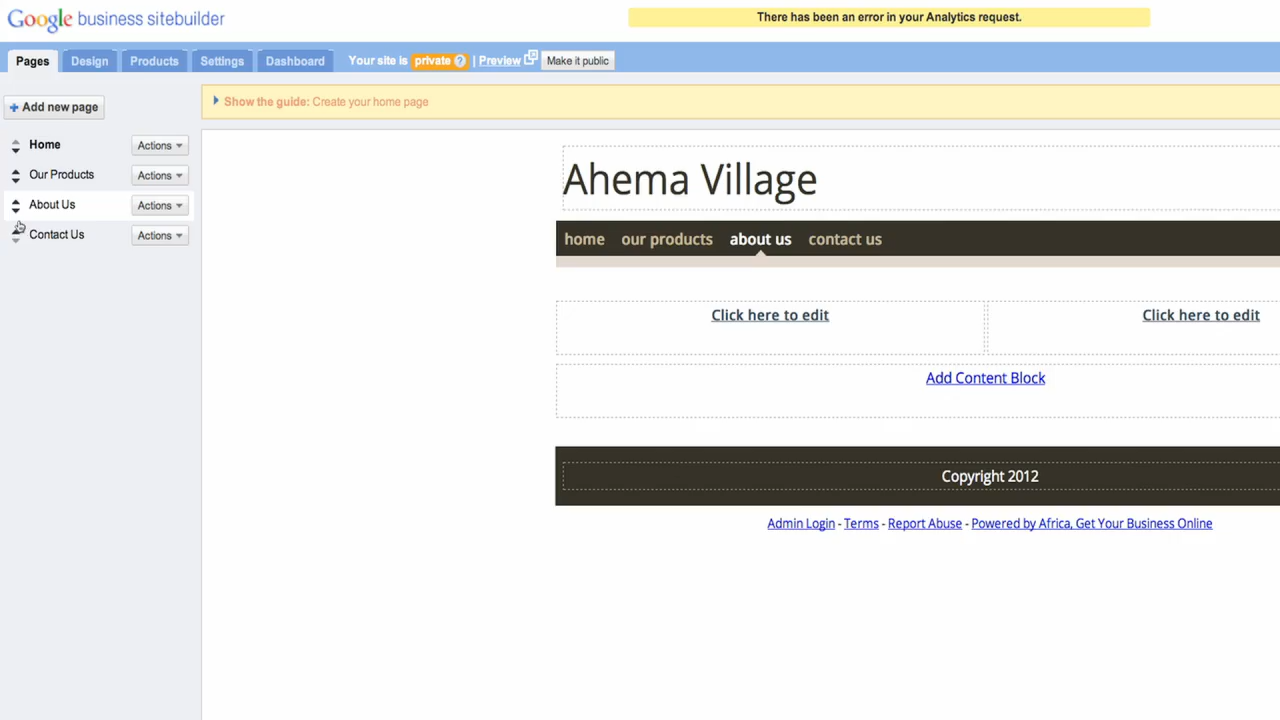 Google business sitebuilder
There has been an error in your Analytics request.
Pages Design Products Settings Dashboard Your site is private ? | Preview Make it public
+ Add new page
Show the guide: Create your home page
Home Actions
Our Products Actions
About Us Actions
Contact Us Actions
Ahema Village
home our products about us contact us
Click here to edit Click here to edit
Add Content Block
Copyright 2012
Admin Login - Terms - Report Abuse - Powered by Africa, Get Your Business Online